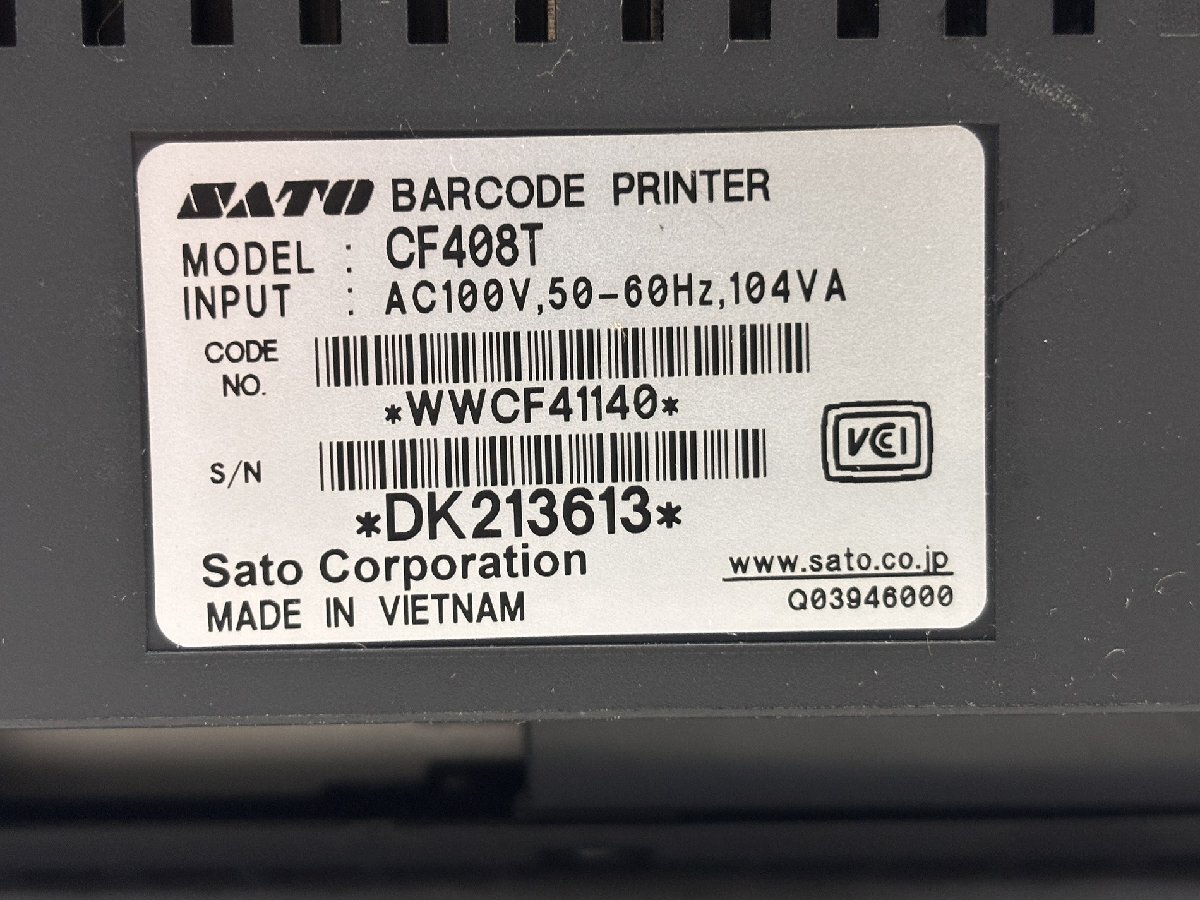 SATO BARCODE PRINTER
MODEL : CF408T
INPUT : AC100V,50-60Hz,104VA
CODE NO.
*WWCF41140*
S/N
*DK213613*
VCCI
Sato Corporation
www.sato.co.jp
MADE IN VIETNAM
Q03946000